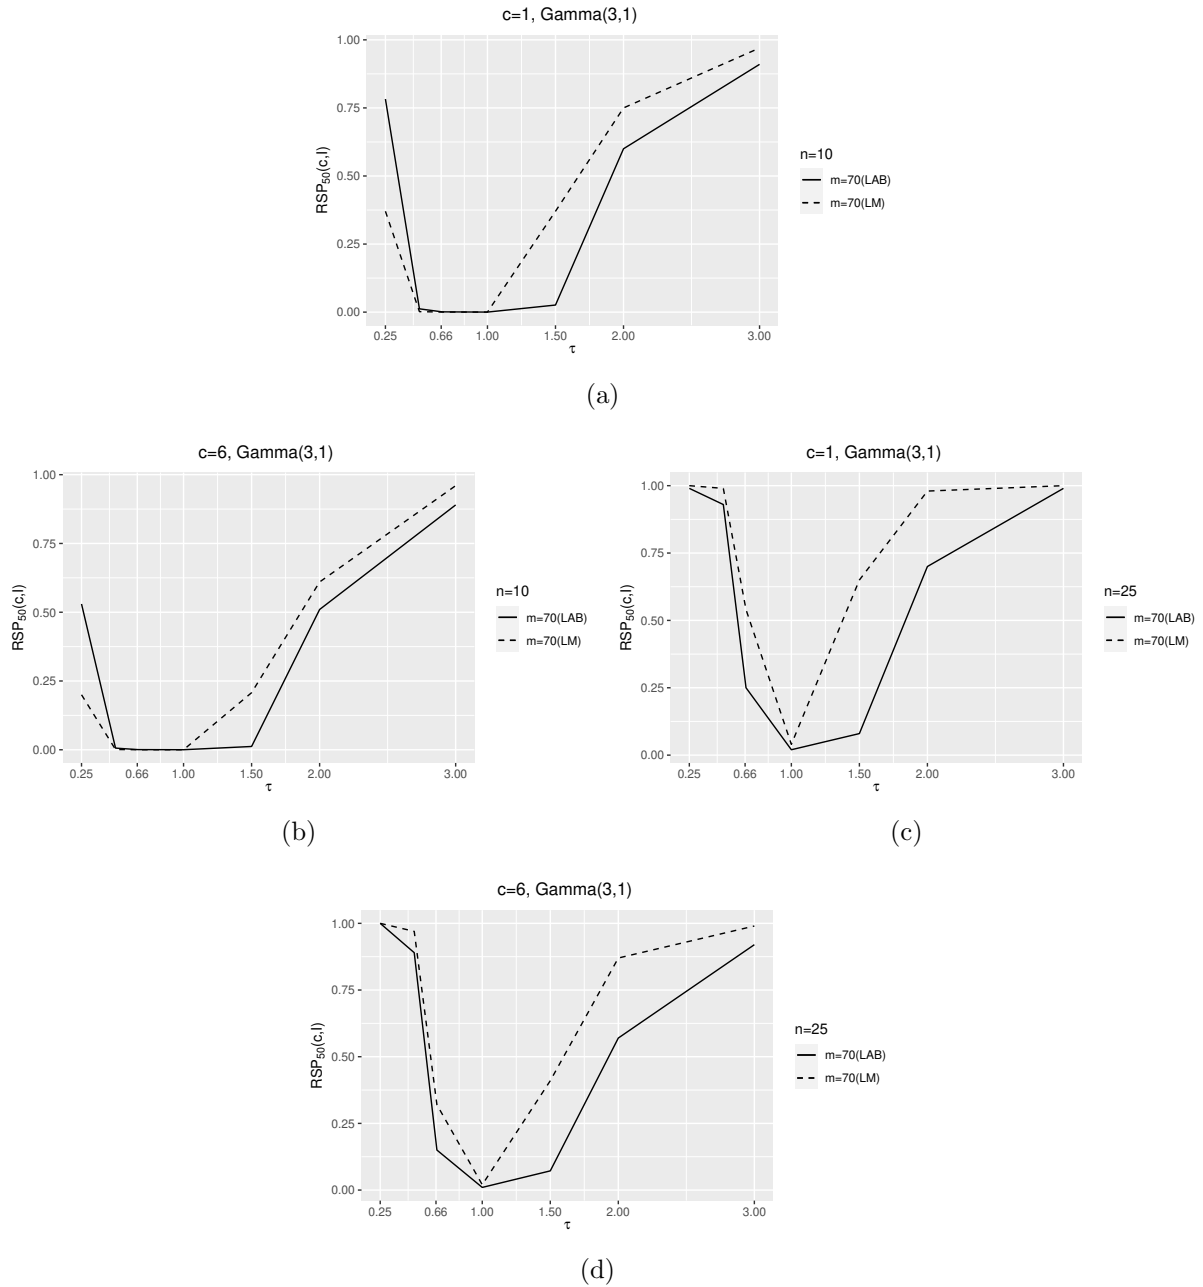 c=1, Gamma(3,1)
1.00
0.75
0.50
0.25
0.00
RSP50(c,I)
0.25 0.66 1.00 1.50 2.00 3.00
τ
n=10
m=70(LAB)
m=70(LM)
(a)
c=6, Gamma(3,1)
1.00
0.75
0.50
0.25
0.00
RSP50(c,I)
0.25 0.66 1.00 1.50 2.00 3.00
τ
n=10
m=70(LAB)
m=70(LM)
(b)
c=1, Gamma(3,1)
1.00
0.75
0.50
0.25
0.00
RSP50(c,I)
0.25 0.66 1.00 1.50 2.00 3.00
τ
n=25
m=70(LAB)
m=70(LM)
(c)
c=6, Gamma(3,1)
1.00
0.75
0.50
0.25
0.00
RSP50(c,I)
0.25 0.66 1.00 1.50 2.00 3.00
τ
n=25
m=70(LAB)
m=70(LM)
(d)